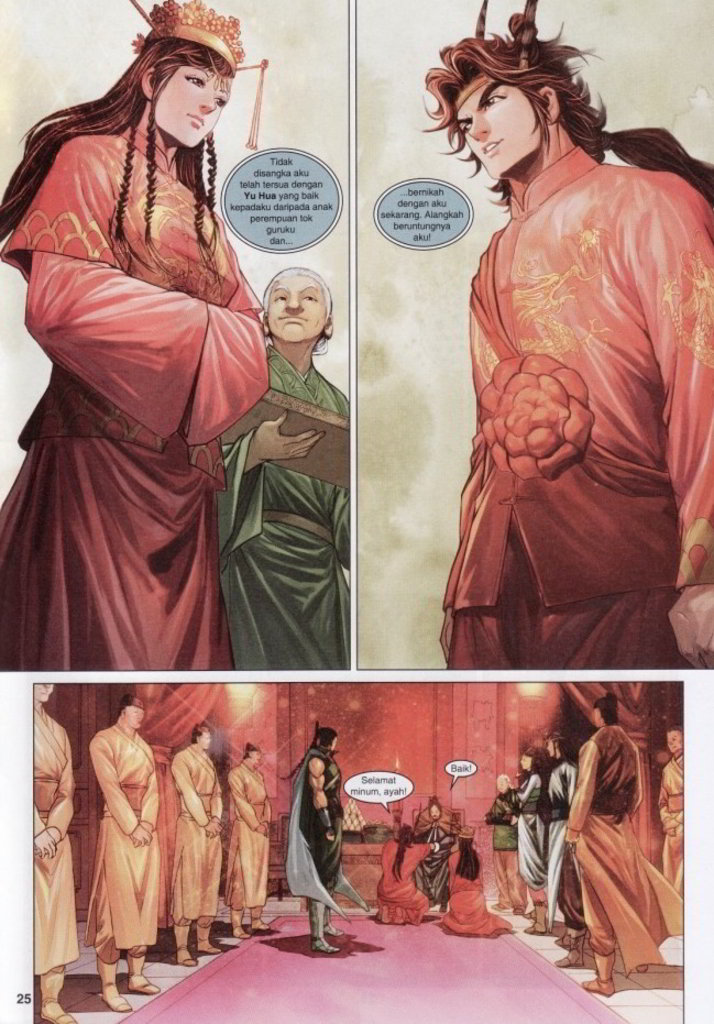 Tidak
disangka aku
telah tersua dengan
Yu Hua yang baik
kepadaku daripada anak
perempuan tok
guruku
dan...
...bernikah
dengan aku
sekarang. Alangkah
beruntungnya
aku!
Selamat
minum, ayah!
Baik!
25